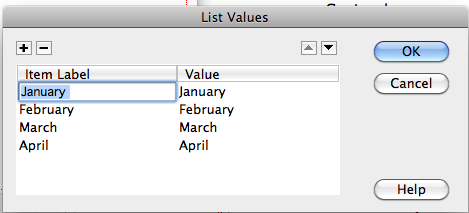 List Values
Item Label Value
January January
February February
March March
April April
OK
Cancel
Help